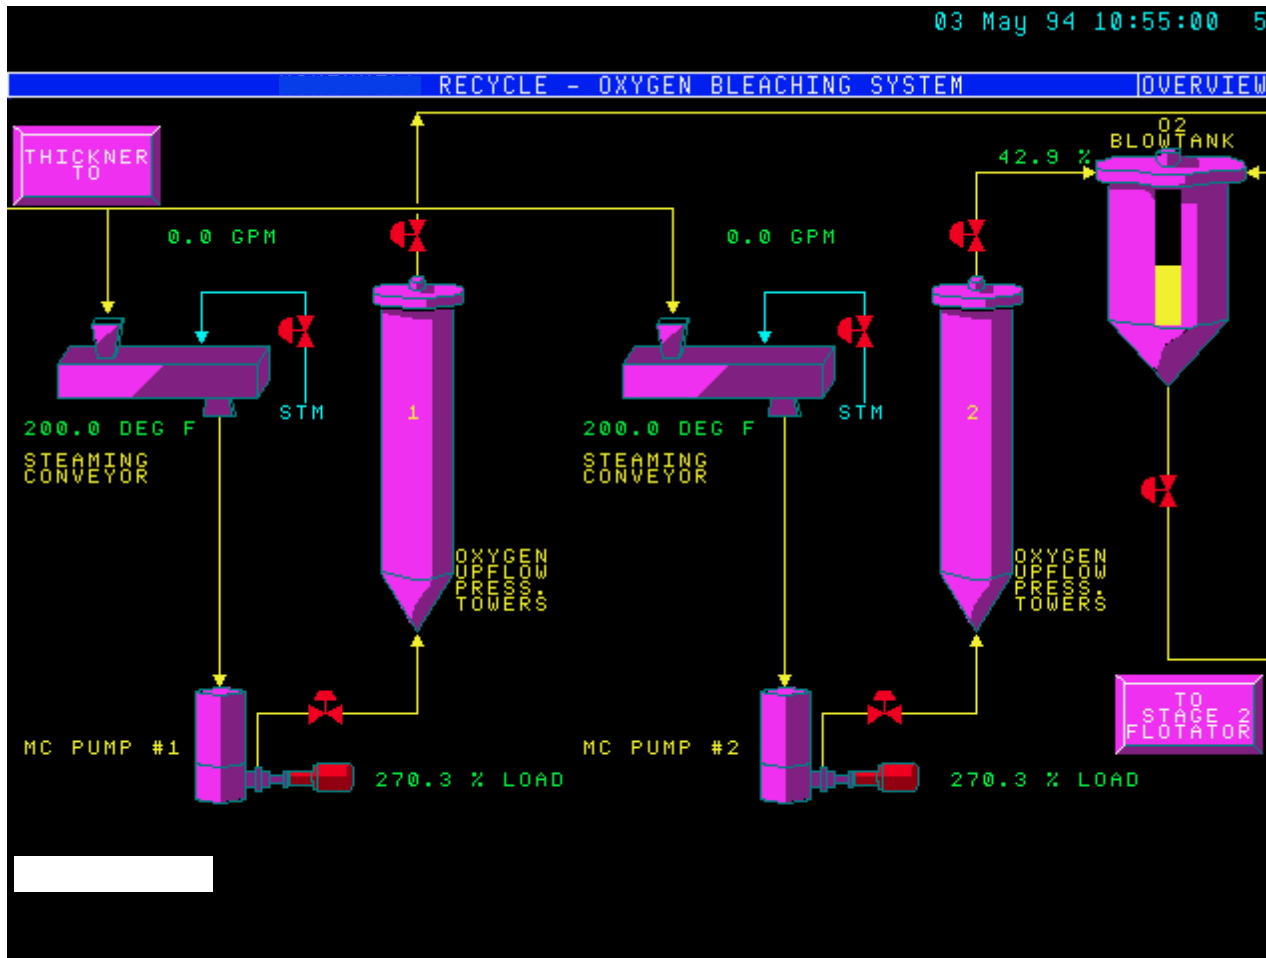 03 May 94 10:55:00 5
RECYCLE - OXYGEN BLEACHING SYSTEM
OVERVIEW
THICKNER
TO
O2
BLOWTANK
42.9 %
0.0 GPM
0.0 GPM
STM
STM
1
2
200.0 DEG F
200.0 DEG F
STEAMING
CONVEYOR
STEAMING
CONVEYOR
OXYGEN
UPFLOW
PRESS.
TOWERS
OXYGEN
UPFLOW
PRESS.
TOWERS
TO
STAGE 2
FLOTATOR
MC PUMP #1
MC PUMP #2
270.3 % LOAD
270.3 % LOAD